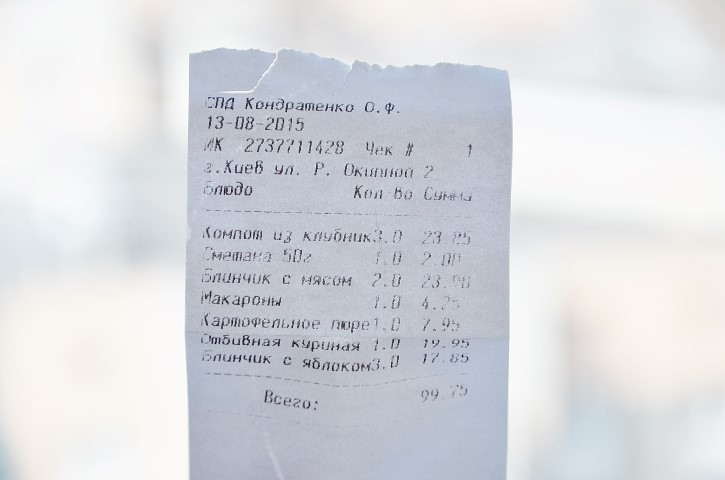 СПД Кондратенко О.Ф.
13-08-2015
ИК 2737711428 Чек # 1
г.Киев ул. Р. Окипной 2
Блюдо Кол-во Сумма
Компот из клубник3.0 23.85
Сметана 50г 1.0 2.00
Блинчик с мясом 2.0 23.90
Макароны 1.0 4.25
Картофельное пюре1.0 7.95
Отбивная куриная 1.0 19.95
Блинчик с яблоком3.0 17.85
Всего: 99.75